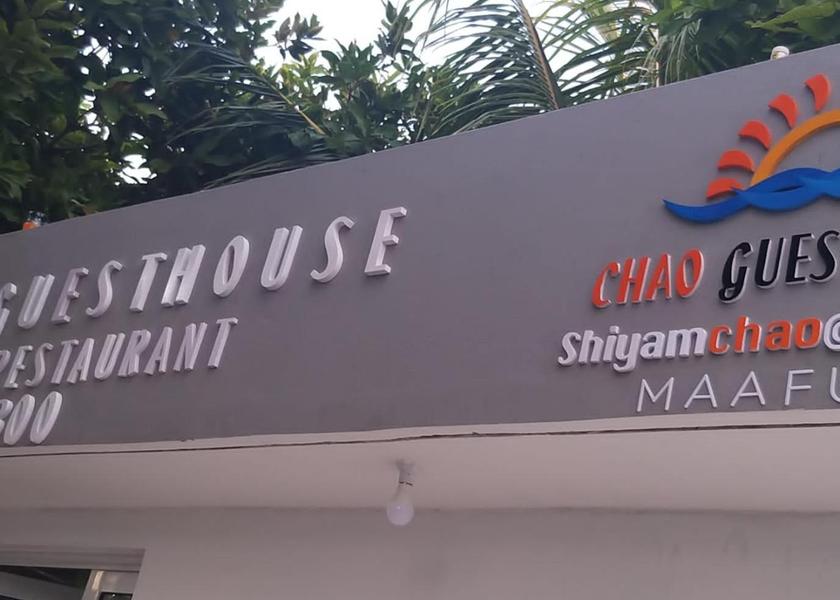 GUESTHOUSE
RESTAURANT
CHAO GUES
Shiyamchao@
MAAFU